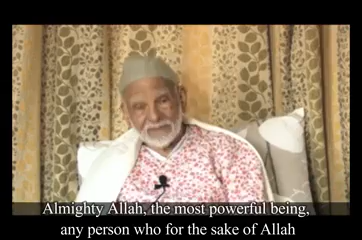 Almighty Allah, the most powerful being,
any person who for the sake of Allah